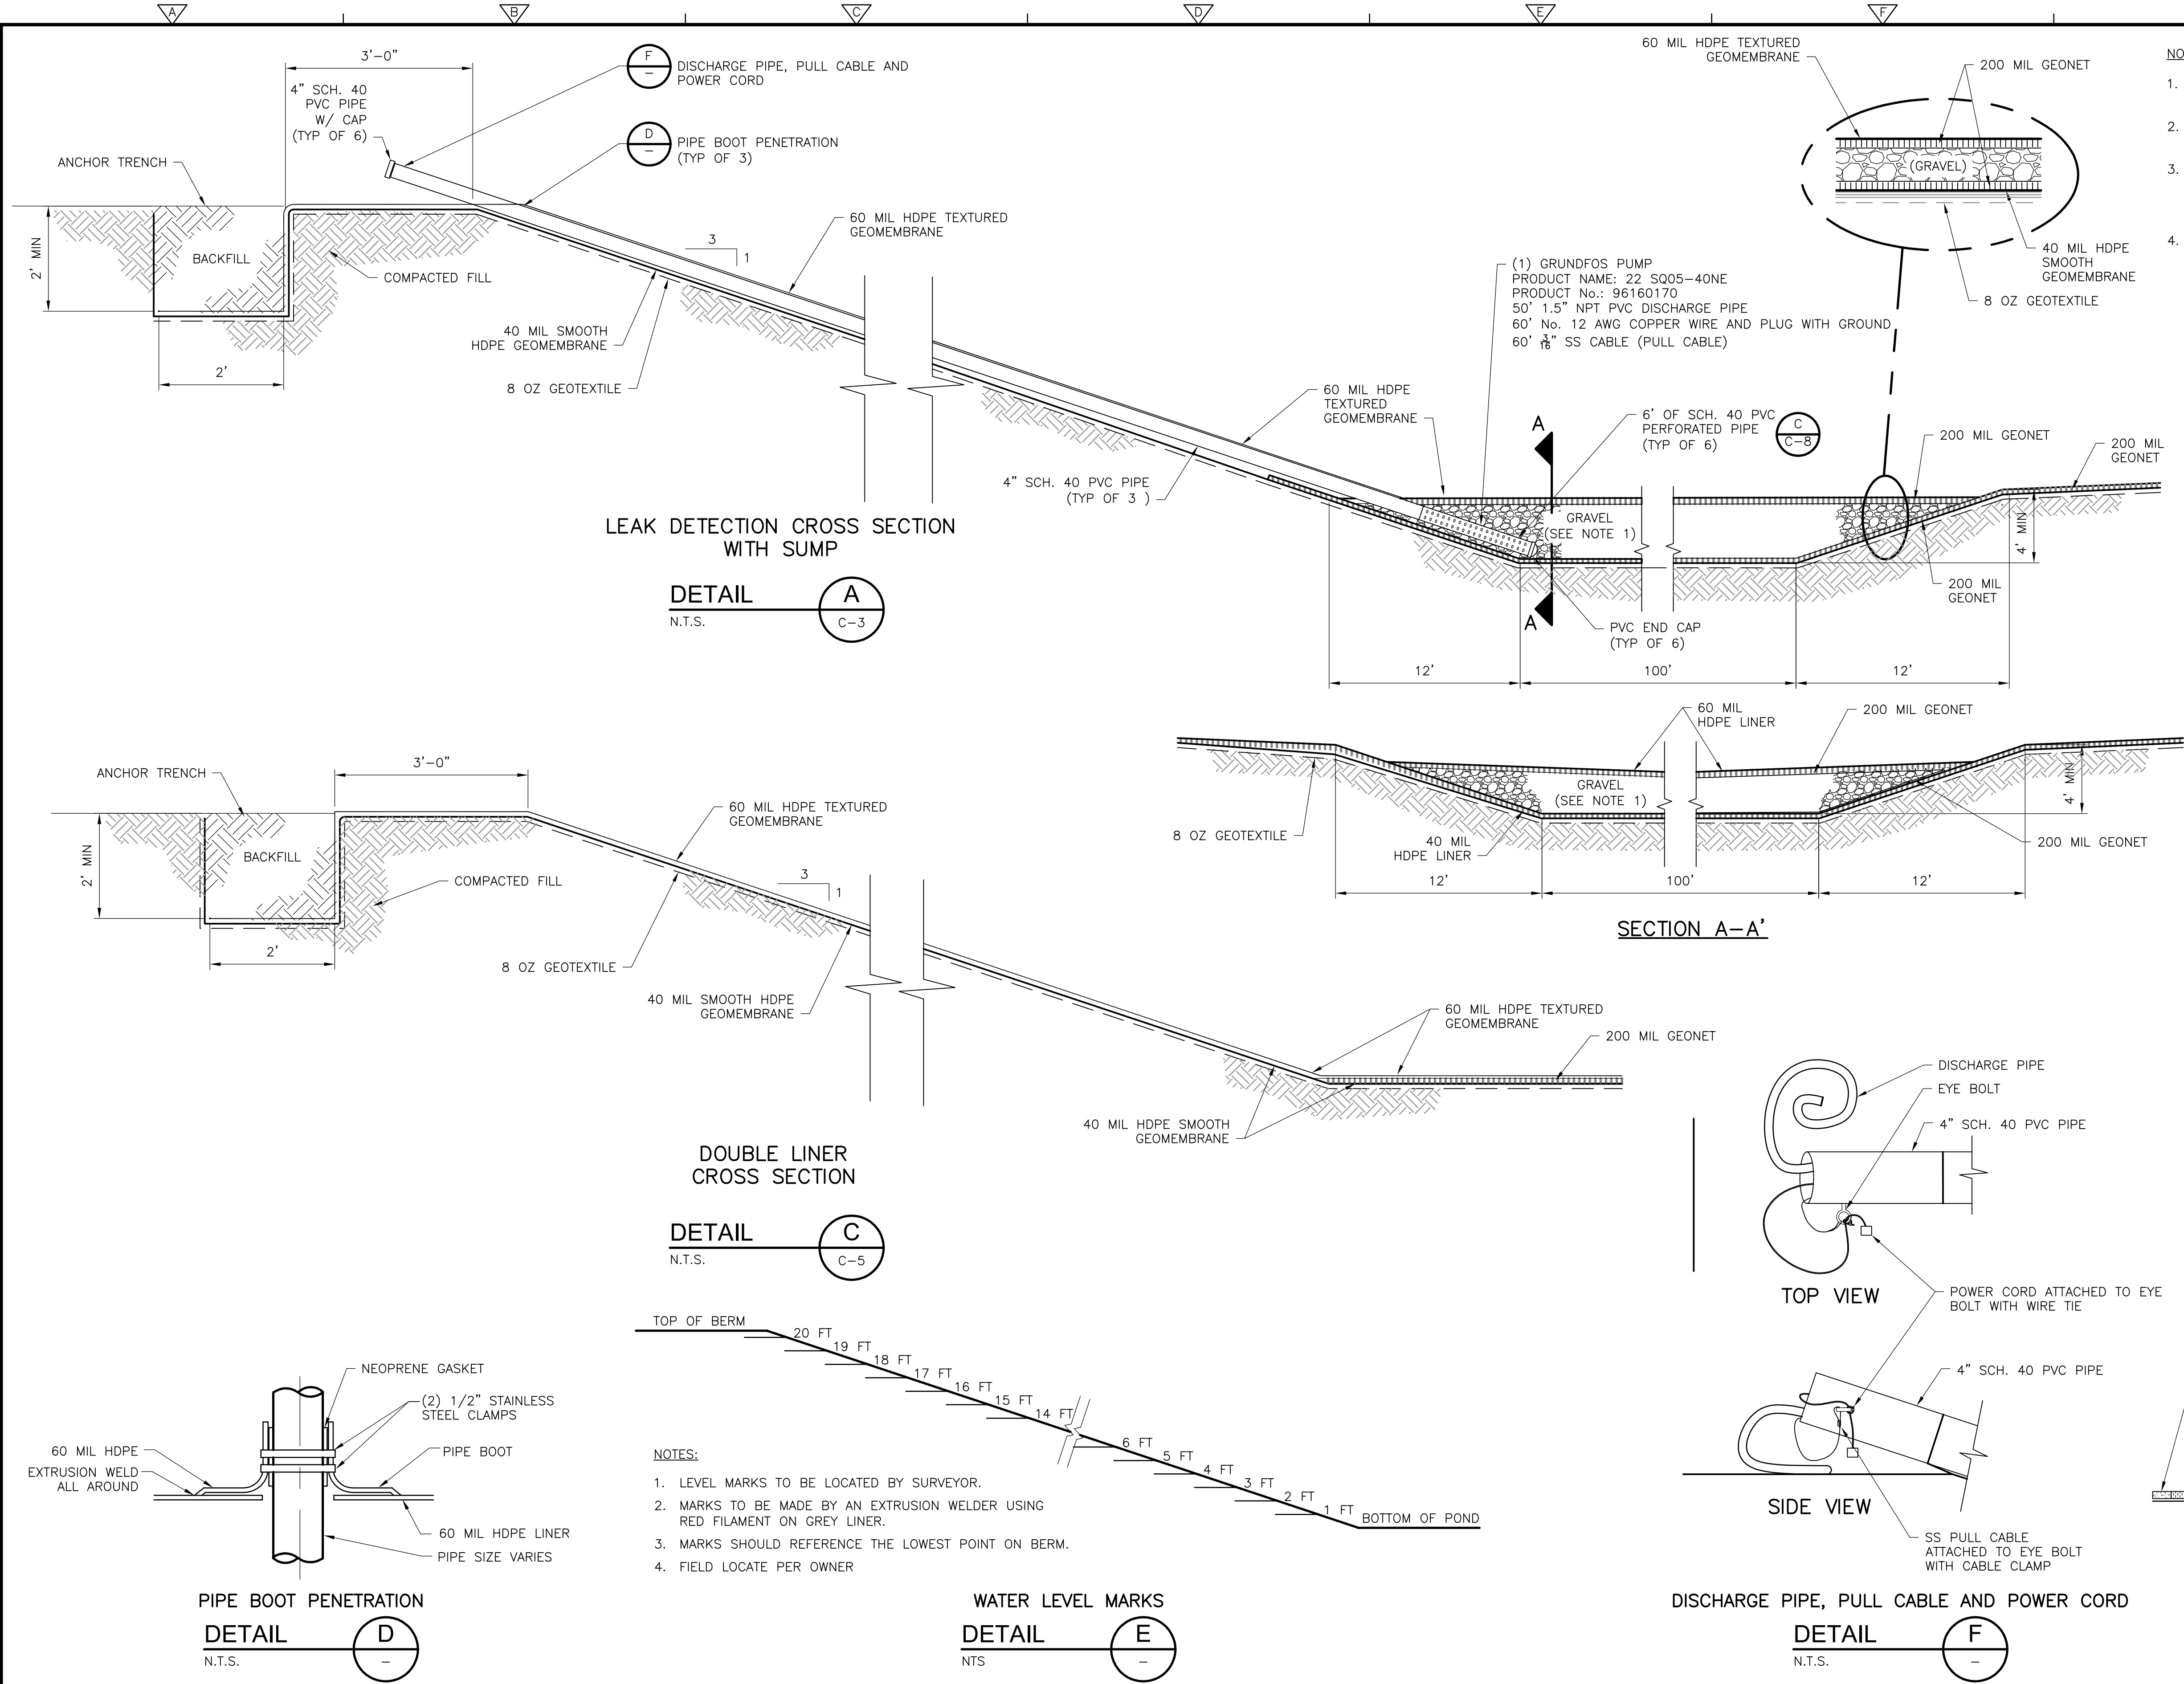 A
B
C
D
E
F
3'-0"
4" SCH. 40
PVC PIPE
W/ CAP
(TYP OF 6)
ANCHOR TRENCH
BACKFILL
2' MIN
2'
COMPACTED FILL
F
–
DISCHARGE PIPE, PULL CABLE AND
POWER CORD
D
–
PIPE BOOT PENETRATION
(TYP OF 3)
60 MIL HDPE TEXTURED
GEOMEMBRANE
3
1
40 MIL SMOOTH
HDPE GEOMEMBRANE
8 OZ GEOTEXTILE
60 MIL HDPE TEXTURED
GEOMEMBRANE
200 MIL GEONET
(GRAVEL)
40 MIL HDPE
SMOOTH
GEOMEMBRANE
8 OZ GEOTEXTILE
NO
1.
2.
3.
4.
(1) GRUNDFOS PUMP
PRODUCT NAME: 22 SQ05-40NE
PRODUCT No.: 96160170
50' 1.5" NPT PVC DISCHARGE PIPE
60' No. 12 AWG COPPER WIRE AND PLUG WITH GROUND
60' 3/16" SS CABLE (PULL CABLE)
60 MIL HDPE
TEXTURED
GEOMEMBRANE
A
6' OF SCH. 40 PVC
PERFORATED PIPE
(TYP OF 6)
C
C-8
200 MIL GEONET
200 MIL
GEONET
4" SCH. 40 PVC PIPE
(TYP OF 3 )
GRAVEL
(SEE NOTE 1)
4' MIN
200 MIL
GEONET
A
PVC END CAP
(TYP OF 6)
12'
100'
12'
LEAK DETECTION CROSS SECTION
WITH SUMP
DETAIL
N.T.S.
A
C-3
60 MIL
HDPE LINER
200 MIL GEONET
GRAVEL
(SEE NOTE 1)
4' MIN
8 OZ GEOTEXTILE
40 MIL
HDPE LINER
200 MIL GEONET
12'
100'
12'
SECTION A-A'
3'-0"
ANCHOR TRENCH
BACKFILL
2' MIN
2'
COMPACTED FILL
60 MIL HDPE TEXTURED
GEOMEMBRANE
3
1
8 OZ GEOTEXTILE
40 MIL SMOOTH HDPE
GEOMEMBRANE
60 MIL HDPE TEXTURED
GEOMEMBRANE
200 MIL GEONET
40 MIL HDPE SMOOTH
GEOMEMBRANE
DOUBLE LINER
CROSS SECTION
DETAIL
N.T.S.
C
C-5
DISCHARGE PIPE
EYE BOLT
4" SCH. 40 PVC PIPE
TOP VIEW
POWER CORD ATTACHED TO EYE
BOLT WITH WIRE TIE
4" SCH. 40 PVC PIPE
SIDE VIEW
SS PULL CABLE
ATTACHED TO EYE BOLT
WITH CABLE CLAMP
DISCHARGE PIPE, PULL CABLE AND POWER CORD
DETAIL
N.T.S.
F
–
NEOPRENE GASKET
(2) 1/2" STAINLESS
STEEL CLAMPS
60 MIL HDPE
PIPE BOOT
EXTRUSION WELD
ALL AROUND
60 MIL HDPE LINER
PIPE SIZE VARIES
PIPE BOOT PENETRATION
DETAIL
N.T.S.
D
–
TOP OF BERM
20 FT
19 FT
18 FT
17 FT
16 FT
15 FT
14 FT
6 FT
5 FT
4 FT
3 FT
2 FT
1 FT
BOTTOM OF POND
NOTES:
1. LEVEL MARKS TO BE LOCATED BY SURVEYOR.
2. MARKS TO BE MADE BY AN EXTRUSION WELDER USING
RED FILAMENT ON GREY LINER.
3. MARKS SHOULD REFERENCE THE LOWEST POINT ON BERM.
4. FIELD LOCATE PER OWNER
WATER LEVEL MARKS
DETAIL
NTS
E
–